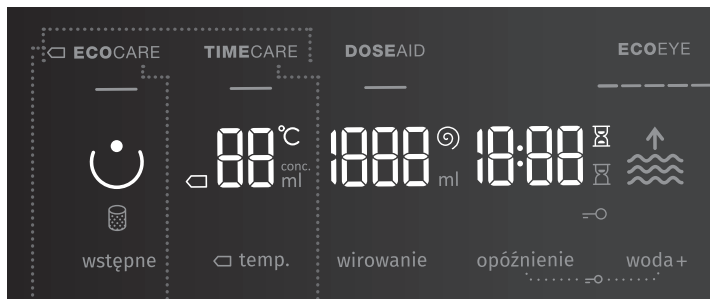 ECOCARE TIMECARE DOSEAID ECOEYE
88 °C 1888 18:88
conc.
ml ml
wstępne temp. wirowanie opóźnienie woda+